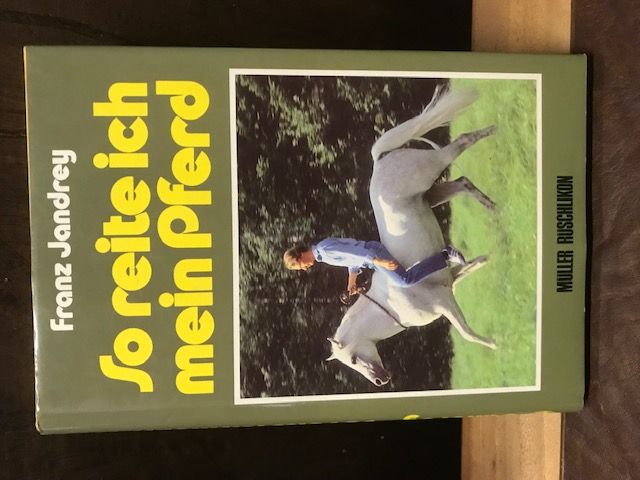 Franz Jandrey
So reite ich
mein Pferd
MÜLLER RÜSCHLIKON